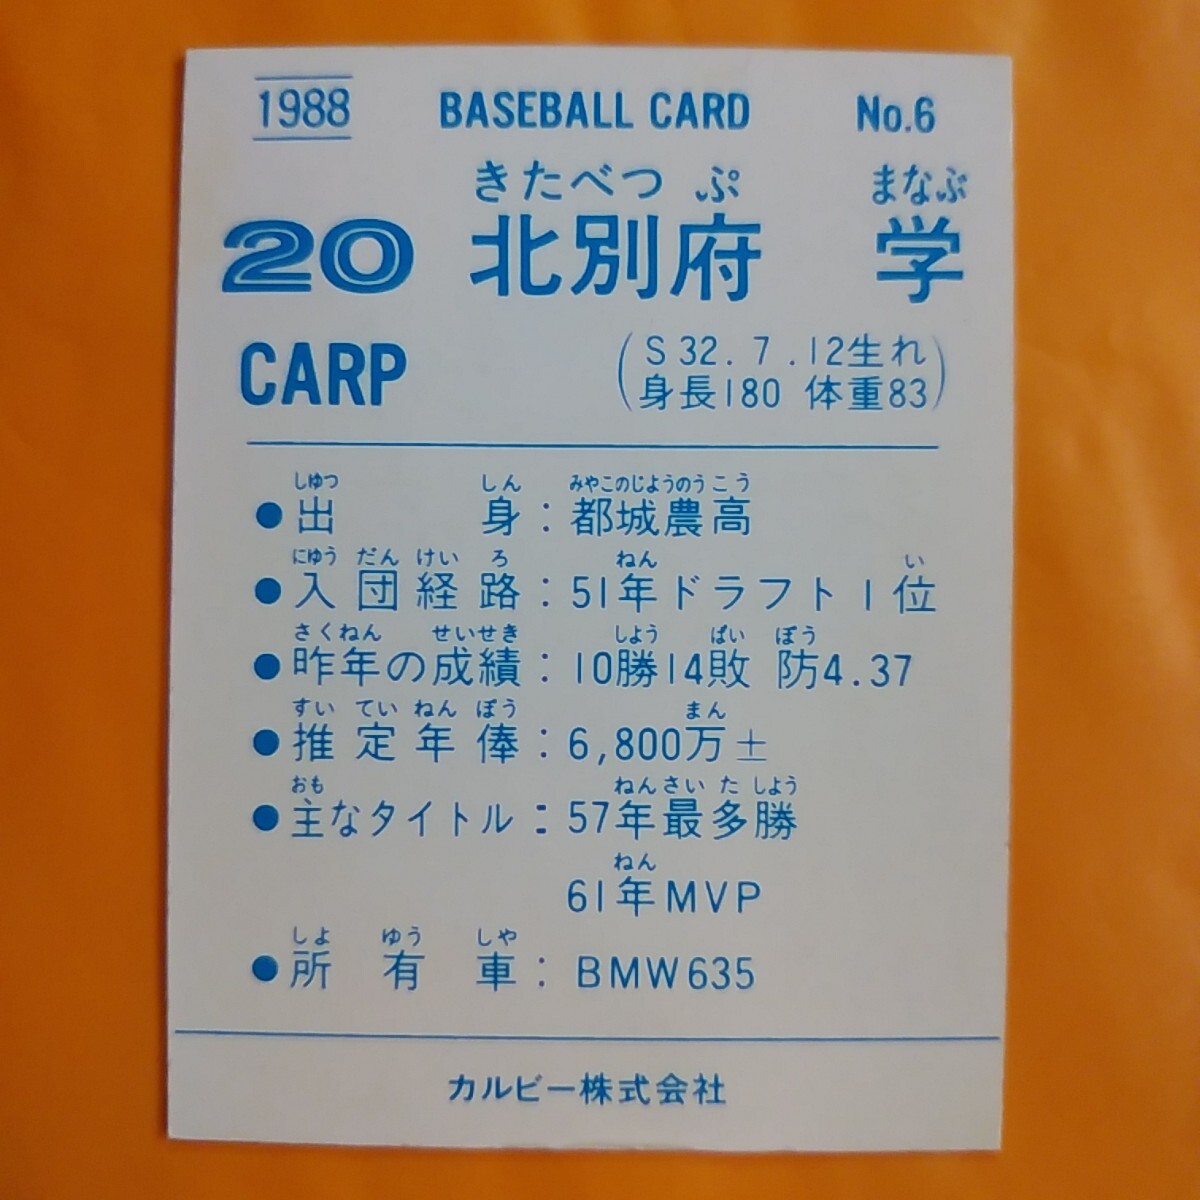 1988 BASEBALL CARD No.6
きたべつぷ まなぶ
20 北別府 学
CARP
(S32.7.12生れ
身長180 体重83)
しゆつ しん みやこのじようのうこう
●出身:都城農高
にゆうだんけいろ ねん い
●入団経路:51年ドラフト1位
さくねん せいせき しよう ぱい ぼう
●昨年の成績:10勝14敗 防4.37
すいていねんぽう まん
●推定年俸:6,800万±
おも ねんさいたしよう
●主なタイトル:57年最多勝
ねん
61年MVP
しよゆうしや
●所有車:BMW635
カルビー株式会社